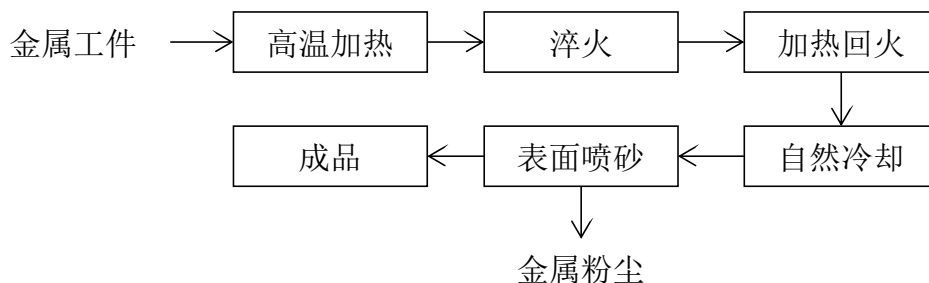 金属工件
高温加热
淬火
加热回火
自然冷却
表面喷砂
成品
金属粉尘